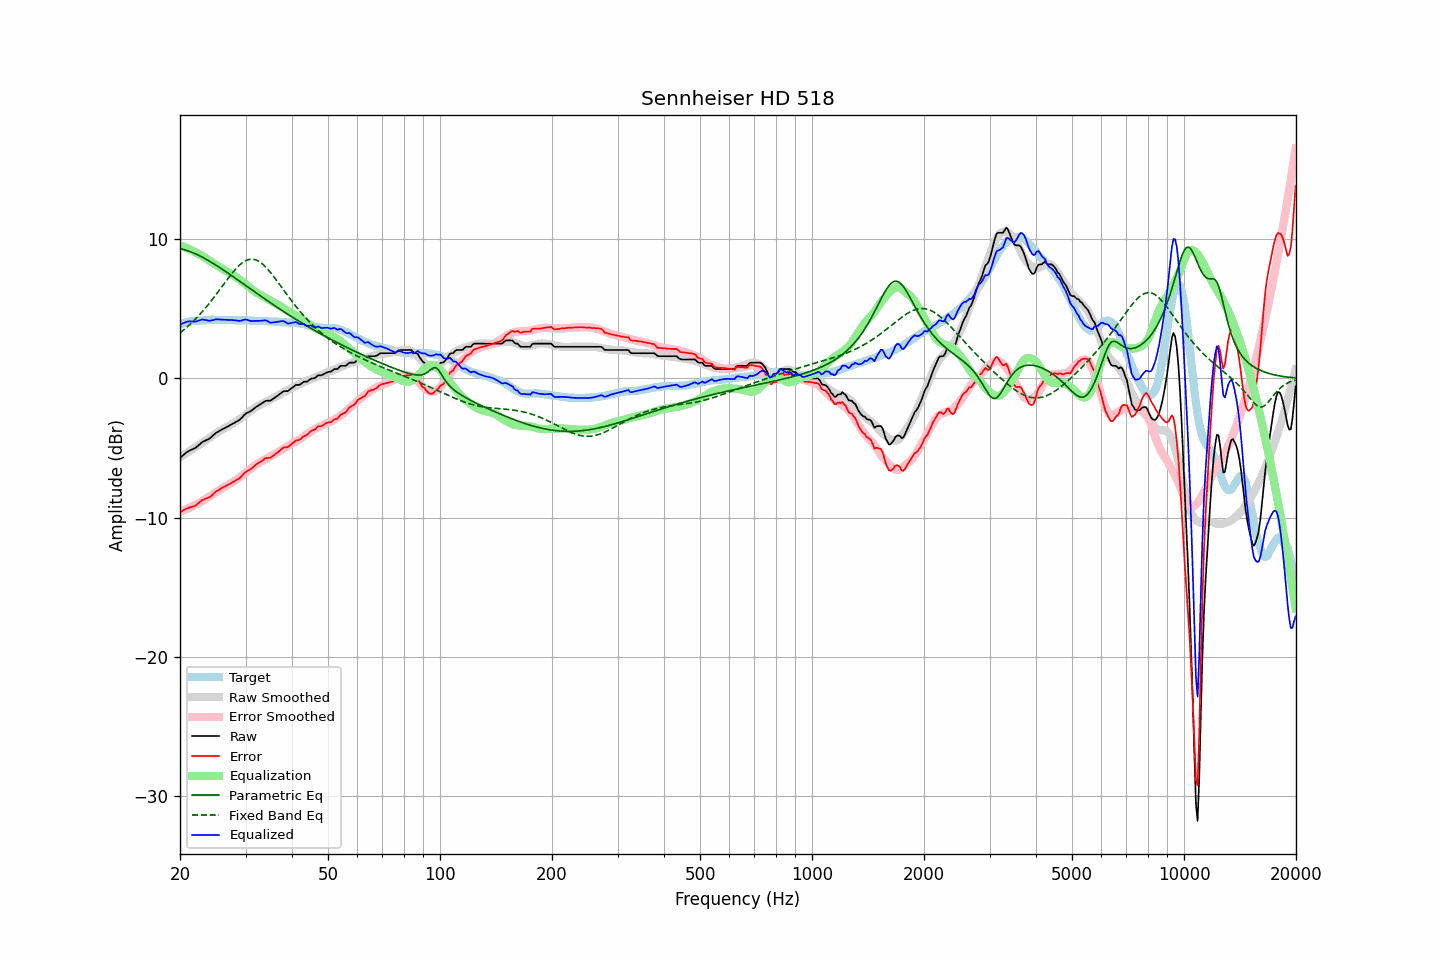 Sennheiser HD 518
Amplitude (dBr)
10
0
−10
−20
−30
Target
Raw Smoothed
Error Smoothed
Raw
Error
Equalization
Parametric Eq
Fixed Band Eq
Equalized
20 50 100 200 500 1000 2000 5000 10000 20000
Frequency (Hz)